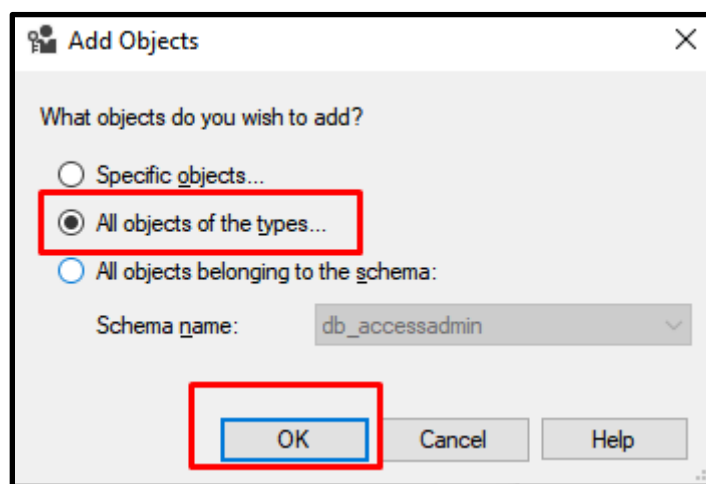 Add Objects
What objects do you wish to add?
Specific objects...
All objects of the types...
All objects belonging to the schema:
Schema name: db_accessadmin
OK Cancel Help